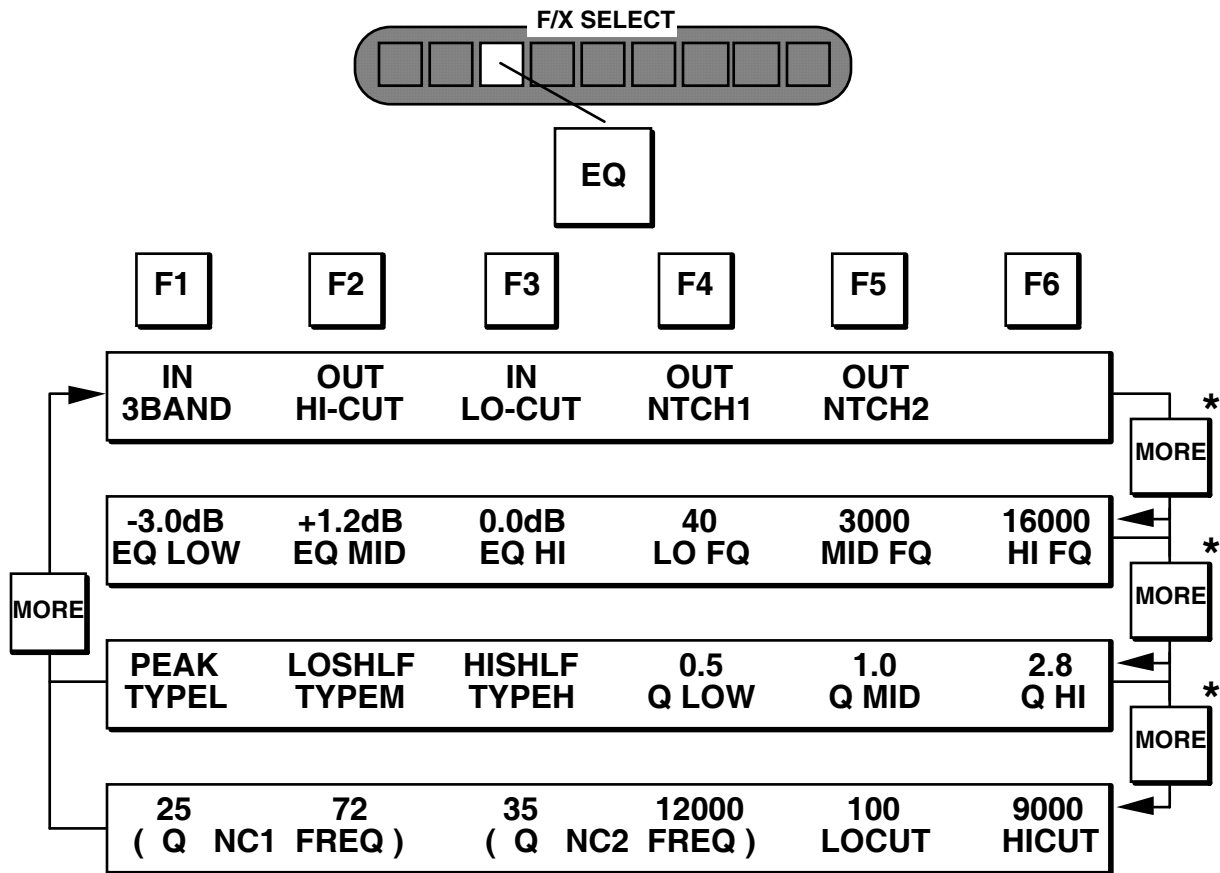 F/X SELECT
EQ
F1 F2 F3 F4 F5 F6
IN OUT IN OUT OUT
3BAND HI-CUT LO-CUT NTCH1 NTCH2
*
MORE
-3.0dB +1.2dB 0.0dB 40 3000 16000
EQ LOW EQ MID EQ HI LO FQ MID FQ HI FQ
*
MORE
MORE
PEAK LOSHLF HISHLF 0.5 1.0 2.8
TYPEL TYPEM TYPEH Q LOW Q MID Q HI
*
MORE
25 72 35 12000 100 9000
( Q NC1 FREQ ) ( Q NC2 FREQ ) LOCUT HICUT